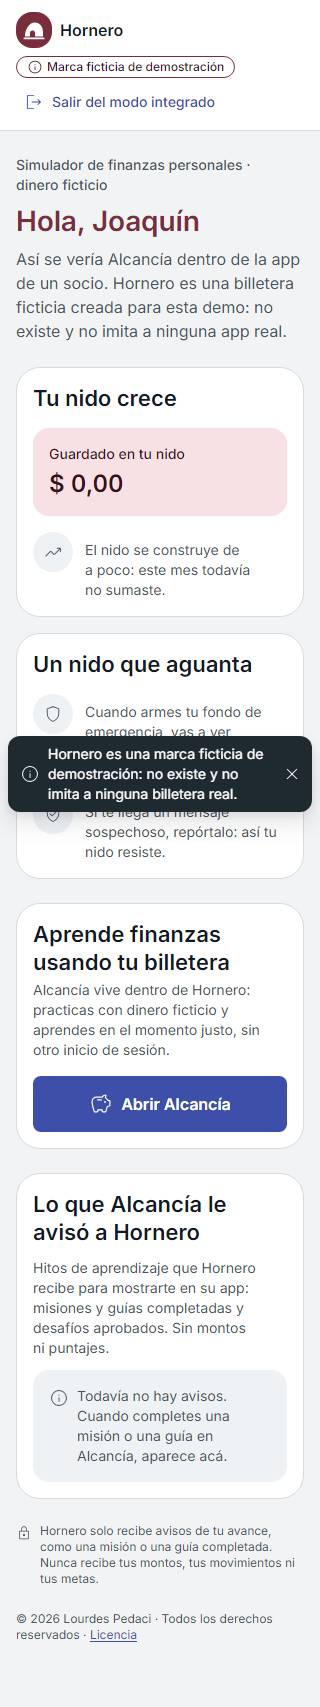 Hornero
Marca ficticia de demostración
Salir del modo integrado
Simulador de finanzas personales ·
dinero ficticio
Hola, Joaquín
Así se vería Alcancía dentro de la app
de un socio. Hornero es una billetera
ficticia creada para esta demo: no
existe y no imita a ninguna app real.
Tu nido crece
Guardado en tu nido
$ 0,00
El nido se construye de
a poco: este mes todavía
no sumaste.
Un nido que aguanta
Cuando armes tu fondo de
emergencia, vas a ver
Hornero es una marca ficticia de
demostración: no existe y no
imita a ninguna billetera real.
Si te llega un mensaje
sospechoso, repórtalo: así tu
nido resiste.
Aprende finanzas
usando tu billetera
Alcancía vive dentro de Hornero:
practicas con dinero ficticio y
aprendes en el momento justo, sin
otro inicio de sesión.
Abrir Alcancía
Lo que Alcancía le
avisó a Hornero
Hitos de aprendizaje que Hornero
recibe para mostrarte en su app:
misiones y guías completadas y
desafíos aprobados. Sin montos
ni puntajes.
Todavía no hay avisos.
Cuando completes una
misión o una guía en
Alcancía, aparece acá.
Hornero solo recibe avisos de tu avance,
como una misión o una guía completada.
Nunca recibe tus montos, tus movimientos ni
tus metas.
© 2026 Lourdes Pedaci · Todos los derechos
reservados · Licencia